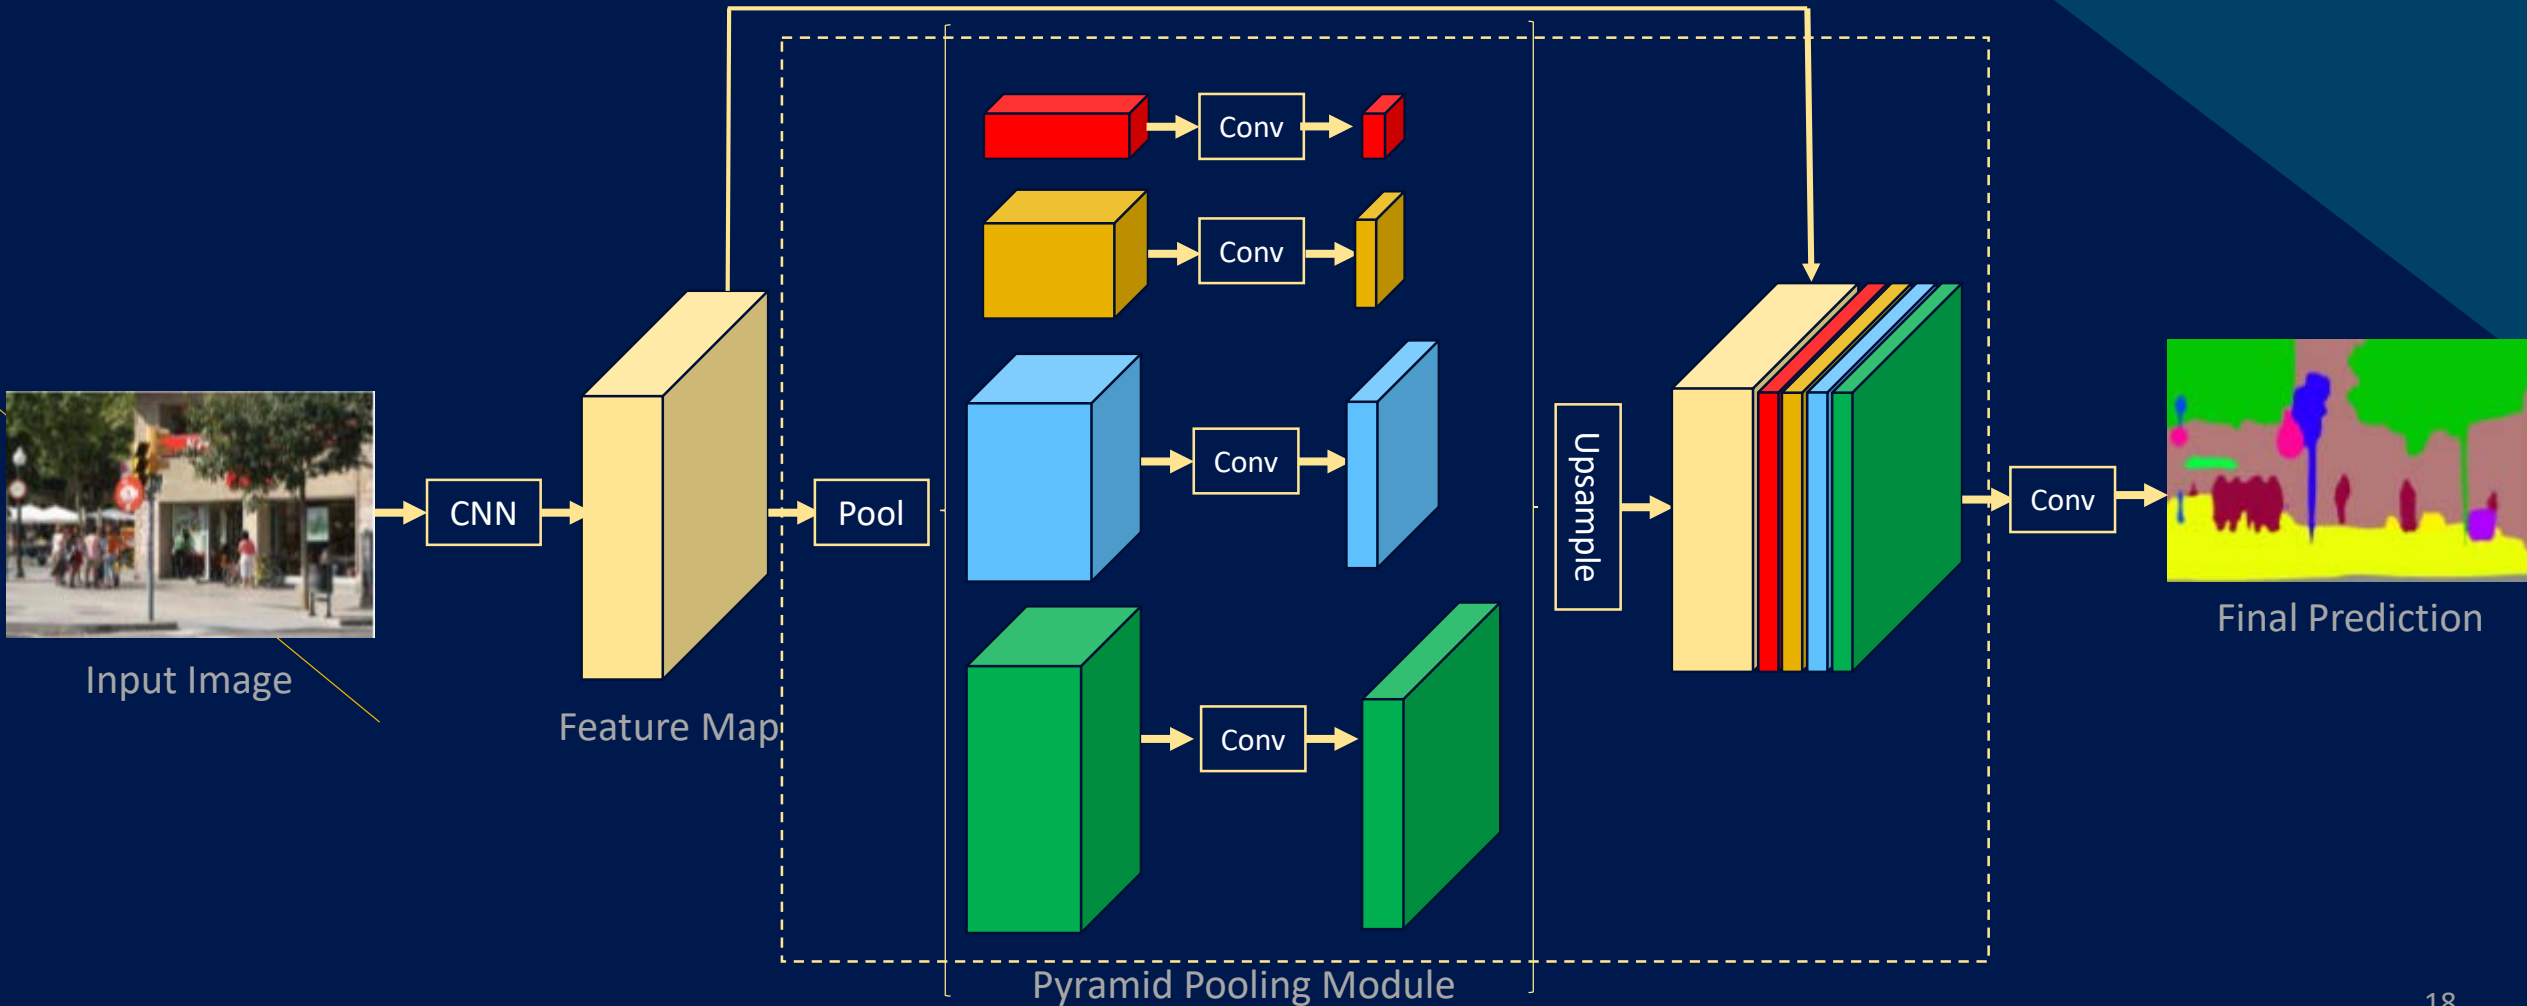 Conv
Conv
Conv
Conv
CNN
Pool
Upsample
Conv
Input Image
Feature Map
Final Prediction
Pyramid Pooling Module
18